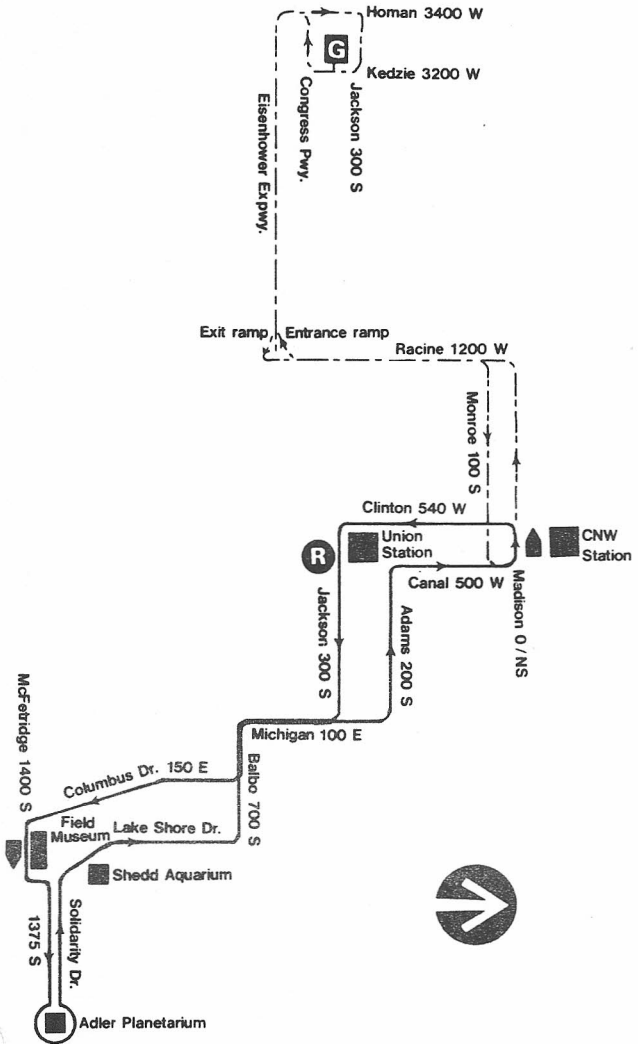 Homan 3400 W
G
Kedzie 3200 W
Jackson 300 S
Congress Pwy.
Eisenhower Expwy.
Exit ramp
Entrance ramp
Racine 1200 W
Monroe 100 S
Clinton 540 W
Union
Station
CNW
Station
R
Canal 500 W
Madison 0 / NS
Jackson 300 S
Adams 200 S
Michigan 100 E
McFetridge 1400 S
Columbus Dr. 150 E
Balbo 700 S
Field
Museum
Lake Shore Dr.
Shedd Aquarium
Solidarity Dr.
1375 S
Adler Planetarium